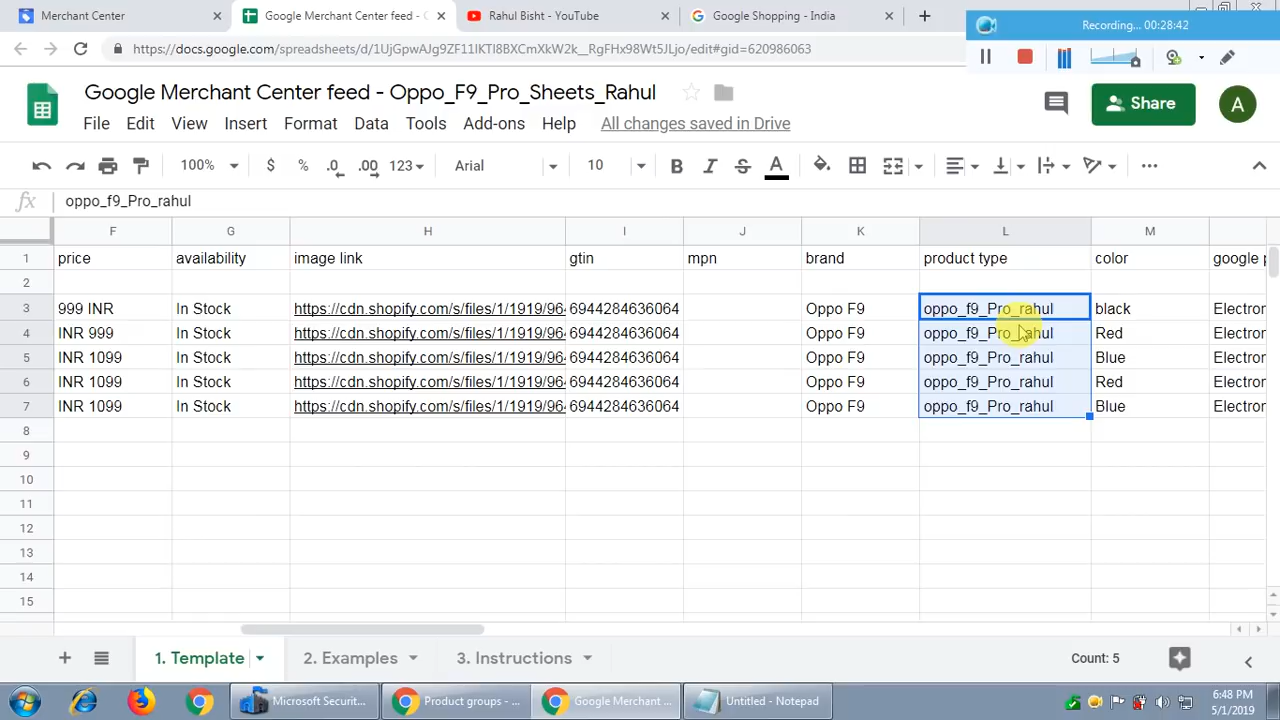 Merchant Center
Google Merchant Center feed -
Rahul Bisht - YouTube
Google Shopping - India
Recording... 00:28:42
https://docs.google.com/spreadsheets/d/1UjGpwAJg9ZF11KTl8BXCmXkW2k__RgFHx98Wt5JLjo/edit#gid=620986063
Google Merchant Center feed - Oppo_F9_Pro_Sheets_Rahul
Share
A
File Edit View Insert Format Data Tools Add-ons Help All changes saved in Drive
100% $ % .0 .00 123 Arial 10 B I S A
fx oppo_f9_Pro_rahul
F G H I J K L M
1 price availability image link gtin mpn brand product type color google p
2
3 999 INR In Stock https://cdn.shopify.com/s/files/1/1919/96 6944284636064 Oppo F9 oppo_f9_Pro_rahul black Electror
4 INR 999 In Stock https://cdn.shopify.com/s/files/1/1919/96 6944284636064 Oppo F9 oppo_f9_Pro_rahul Red Electror
5 INR 1099 In Stock https://cdn.shopify.com/s/files/1/1919/96 6944284636064 Oppo F9 oppo_f9_Pro_rahul Blue Electror
6 INR 1099 In Stock https://cdn.shopify.com/s/files/1/1919/96 6944284636064 Oppo F9 oppo_f9_Pro_rahul Red Electror
7 INR 1099 In Stock https://cdn.shopify.com/s/files/1/1919/96 6944284636064 Oppo F9 oppo_f9_Pro_rahul Blue Electror
8
9
10
11
12
13
14
15
1. Template 2. Examples 3. Instructions Count: 5
Microsoft Securit... Product groups - ... Google Merchant ... Untitled - Notepad
6:48 PM
5/1/2019